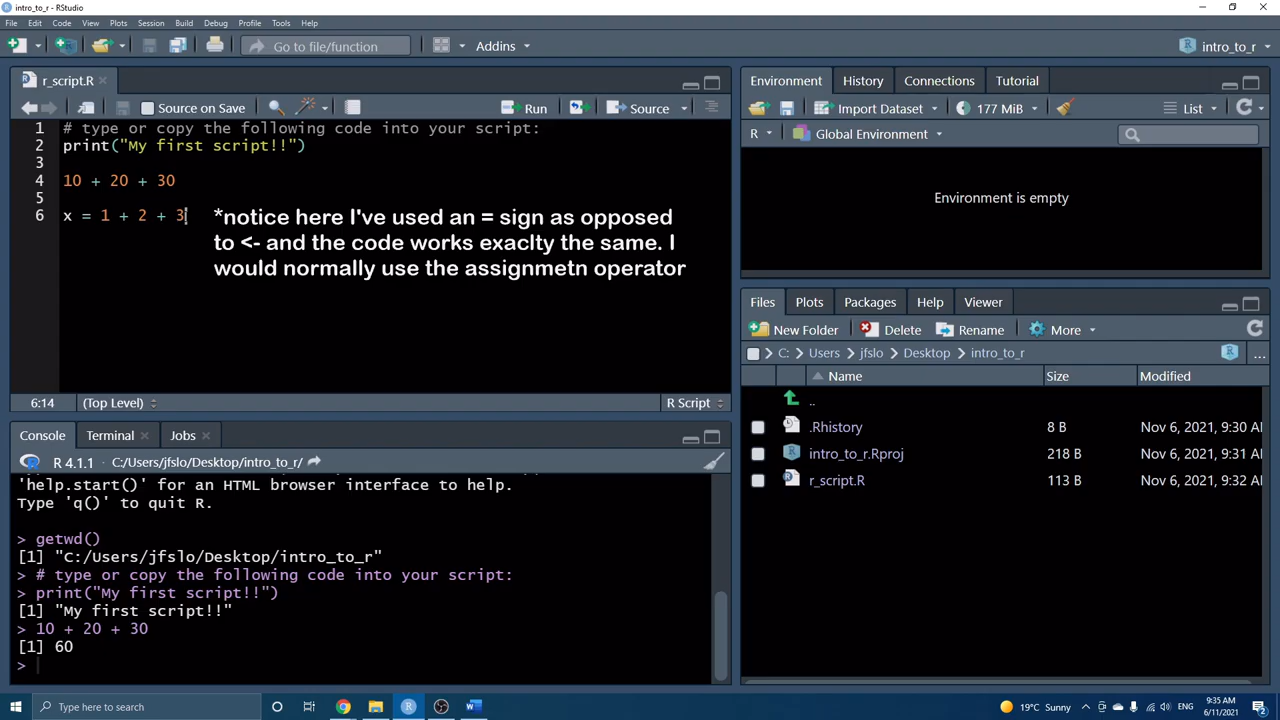 intro_to_r - RStudio
File Edit Code View Plots Session Build Debug Profile Tools Help
Go to file/function Addins intro_to_r
r_script.R
Source on Save Run Source
1 # type or copy the following code into your script:
2 print("My first script!!")
3
4 10 + 20 + 30
5
6 x = 1 + 2 + 3
*notice here I've used an = sign as opposed
to <- and the code works exaclty the same. I
would normally use the assignmetn operator
6:14 (Top Level) R Script
Console Terminal Jobs
R 4.1.1 C:/Users/jfslo/Desktop/intro_to_r/
'help.start()' for an HTML browser interface to help.
Type 'q()' to quit R.
> getwd()
[1] "C:/Users/jfslo/Desktop/intro_to_r"
> # type or copy the following code into your script:
> print("My first script!!")
[1] "My first script!!"
> 10 + 20 + 30
[1] 60
>
Environment History Connections Tutorial
Import Dataset 177 MiB List
R Global Environment
Environment is empty
Files Plots Packages Help Viewer
New Folder Delete Rename More
C: Users jfslo Desktop intro_to_r ...
Name Size Modified
..
.Rhistory 8 B Nov 6, 2021, 9:30 A
intro_to_r.Rproj 218 B Nov 6, 2021, 9:31 A
r_script.R 113 B Nov 6, 2021, 9:32 A
Type here to search
19°C Sunny
9:35 AM
6/11/2021
2